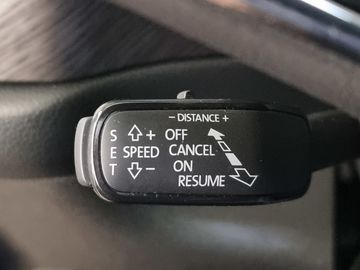 − DISTANCE +
S + OFF
E SPEED CANCEL
T − ON
RESUME